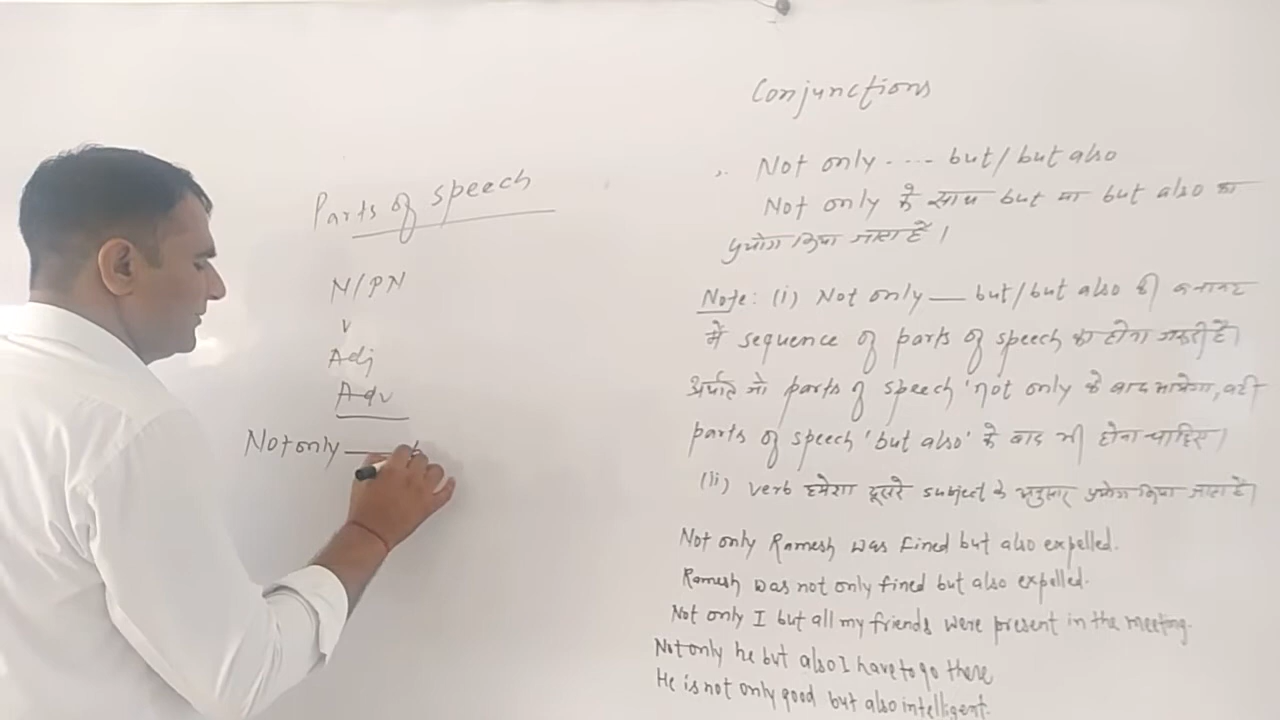 Parts of speech
N/PN
V
Adj
Adv
Not only —— b
Conjunctions
Not only ---- but/but also
Not only के साथ but या but also का
प्रयोग किया जाता है।
Note: (i) Not only — but/but also की बनावट
में sequence of parts of speech का होना जरूरी है।
अर्थात जो parts of speech 'not only के बाद आयेगा, वही
parts of speech 'but also' के बाद भी होना चाहिए।
(ii) verb हमेशा दूसरे subject के अनुसार प्रयोग किया जाता है।
Not only Ramesh was fined but also expelled.
Ramesh was not only fined but also expelled.
Not only I but all my friends were present in the meeting.
Not only he but also I have to go there
He is not only good but also intelligent.